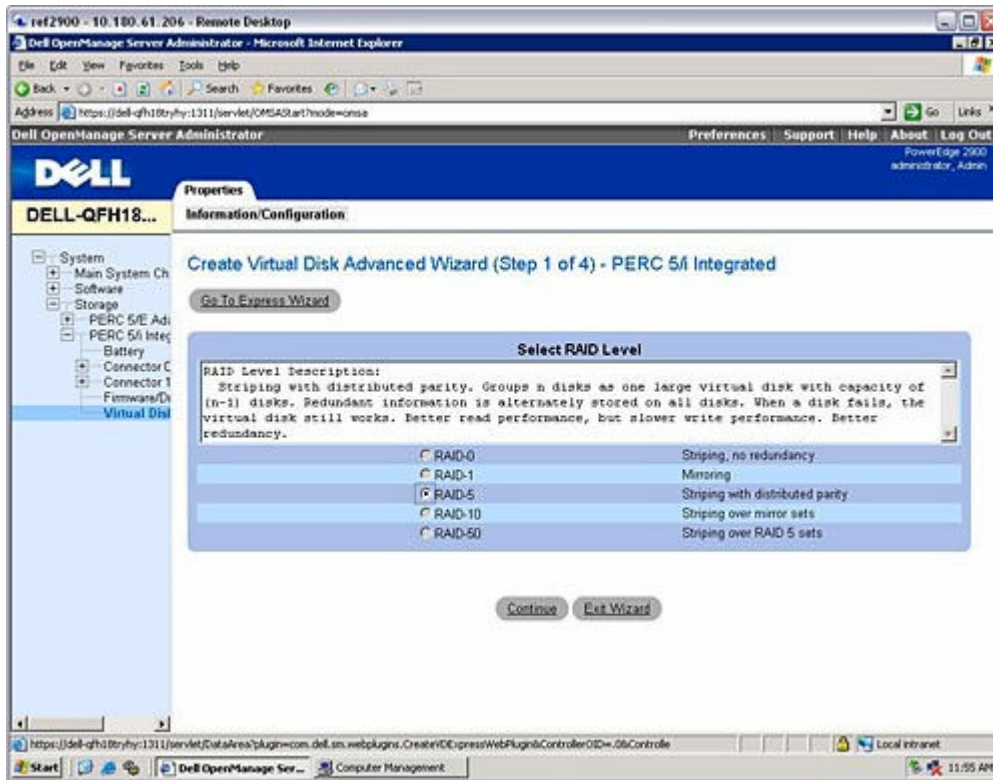 ref2900 - 10.180.61.206 - Remote Desktop
Dell OpenManage Server Administrator - Microsoft Internet Explorer
File Edit View Favorites Tools Help
Back Search Favorites
Address https://dell-qfh18tryhy:1311/servlet/OMSAStart?mode=omsa Go Links
Dell OpenManage Server Administrator Preferences Support Help About Log Out
PowerEdge 2900
administrator, Admin
DELL
Properties
DELL-QFH18...
Information/Configuration
System
Main System Ch
Software
Storage
PERC 5/E Ada
PERC 5/i Integ
Battery
Connector 0
Connector 1
Firmware/Dr
Virtual Disk
Create Virtual Disk Advanced Wizard (Step 1 of 4) - PERC 5/i Integrated
Go To Express Wizard
Select RAID Level
RAID Level Description:
Striping with distributed parity. Groups n disks as one large virtual disk with capacity of
(n-1) disks. Redundant information is alternately stored on all disks. When a disk fails, the
virtual disk still works. Better read performance, but slower write performance. Better
redundancy.
RAID-0 Striping, no redundancy
RAID-1 Mirroring
RAID-5 Striping with distributed parity
RAID-10 Striping over mirror sets
RAID-50 Striping over RAID 5 sets
Continue Exit Wizard
https://dell-qfh18tryhy:1311/servlet/DataArea?plugin=com.dell.sm.webplugins.CreateVDExpressWebPlugin&ControllerOID=.0&Controlle Local intranet
Start Dell OpenManage Ser... Computer Management 11:55 AM